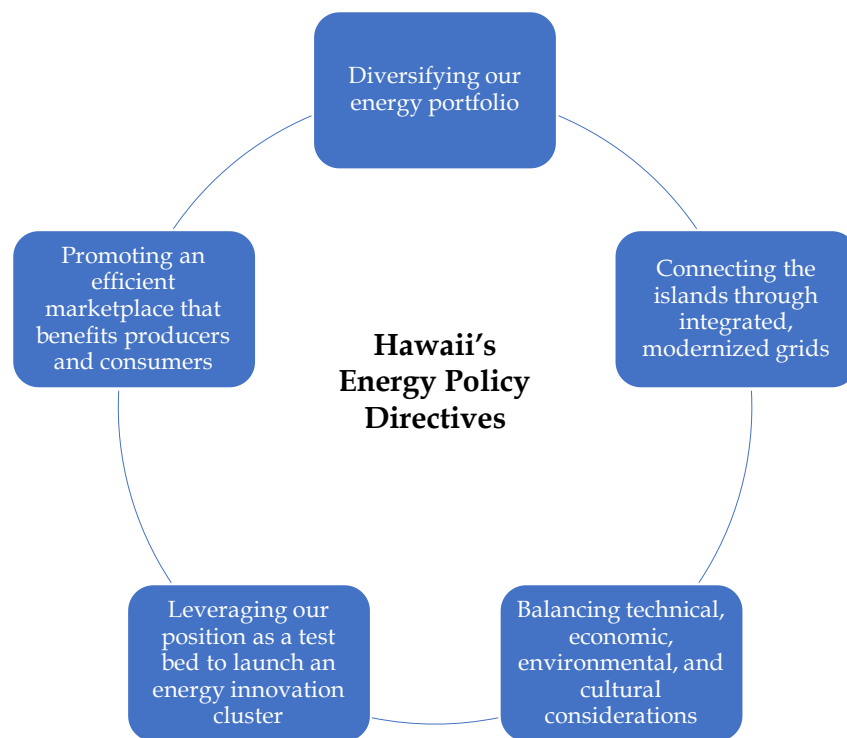 Diversifying our
energy portfolio
Connecting the
islands through
integrated,
modernized grids
Balancing technical,
economic,
environmental, and
cultural
considerations
Leveraging our
position as a test
bed to launch an
energy innovation
cluster
Promoting an
efficient
marketplace that
benefits producers
and consumers
Hawaii’s
Energy Policy
Directives